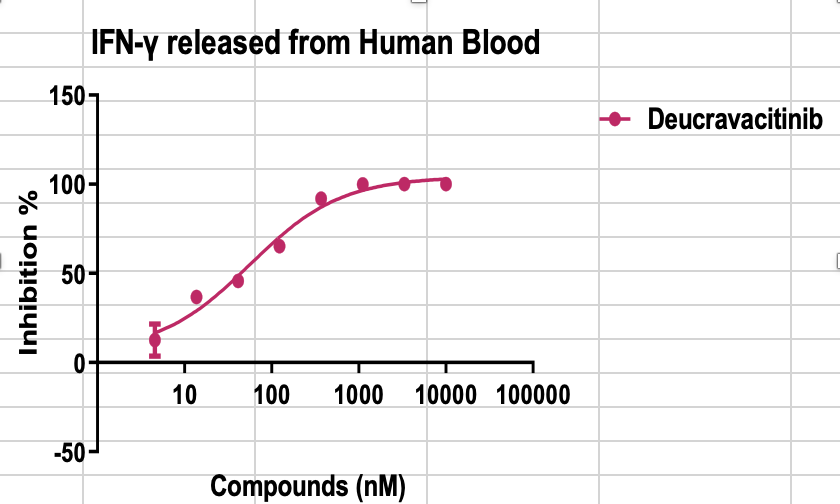 IFN-γ released from Human Blood
Deucravacitinib
150
100
50
0
-50
Inhibition %
10 100 1000 10000 100000
Compounds (nM)